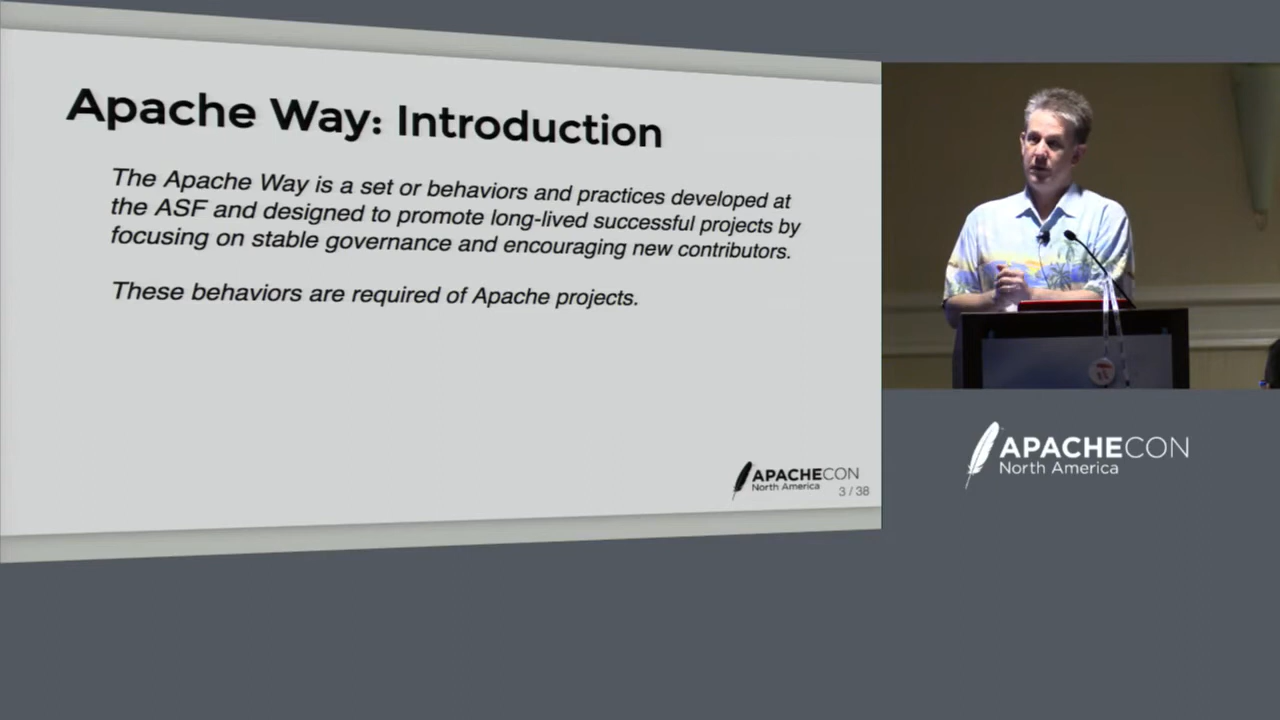 Apache Way: Introduction
The Apache Way is a set or behaviors and practices developed at
the ASF and designed to promote long-lived successful projects by
focusing on stable governance and encouraging new contributors.
These behaviors are required of Apache projects.
APACHECON
North America
3 / 38
APACHECON
North America